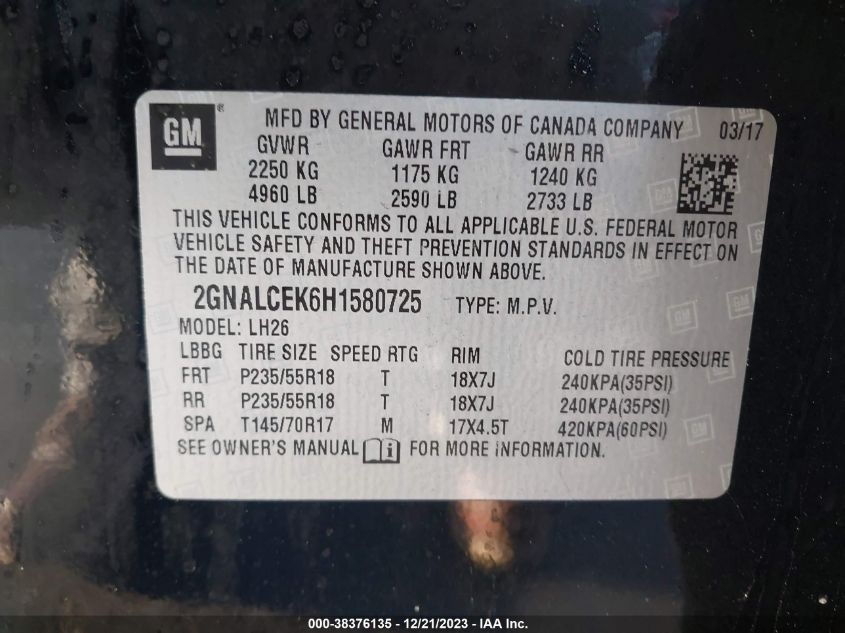 GM ® MFD BY GENERAL MOTORS OF CANADA COMPANY 03/17
GVWR GAWR FRT GAWR RR
2250 KG 1175 KG 1240 KG
4960 LB 2590 LB 2733 LB
THIS VEHICLE CONFORMS TO ALL APPLICABLE U.S. FEDERAL MOTOR
VEHICLE SAFETY AND THEFT PREVENTION STANDARDS IN EFFECT ON
THE DATE OF MANUFACTURE SHOWN ABOVE.
2GNALCEK6H1580725 TYPE: M.P.V.
MODEL: LH26
LBBG TIRE SIZE SPEED RTG RIM COLD TIRE PRESSURE
FRT P235/55R18 T 18X7J 240KPA(35PSI)
RR P235/55R18 T 18X7J 240KPA(35PSI)
SPA T145/70R17 M 17X4.5T 420KPA(60PSI)
SEE OWNER'S MANUAL i FOR MORE INFORMATION.
000-38376135 - 12/21/2023 - IAA Inc.